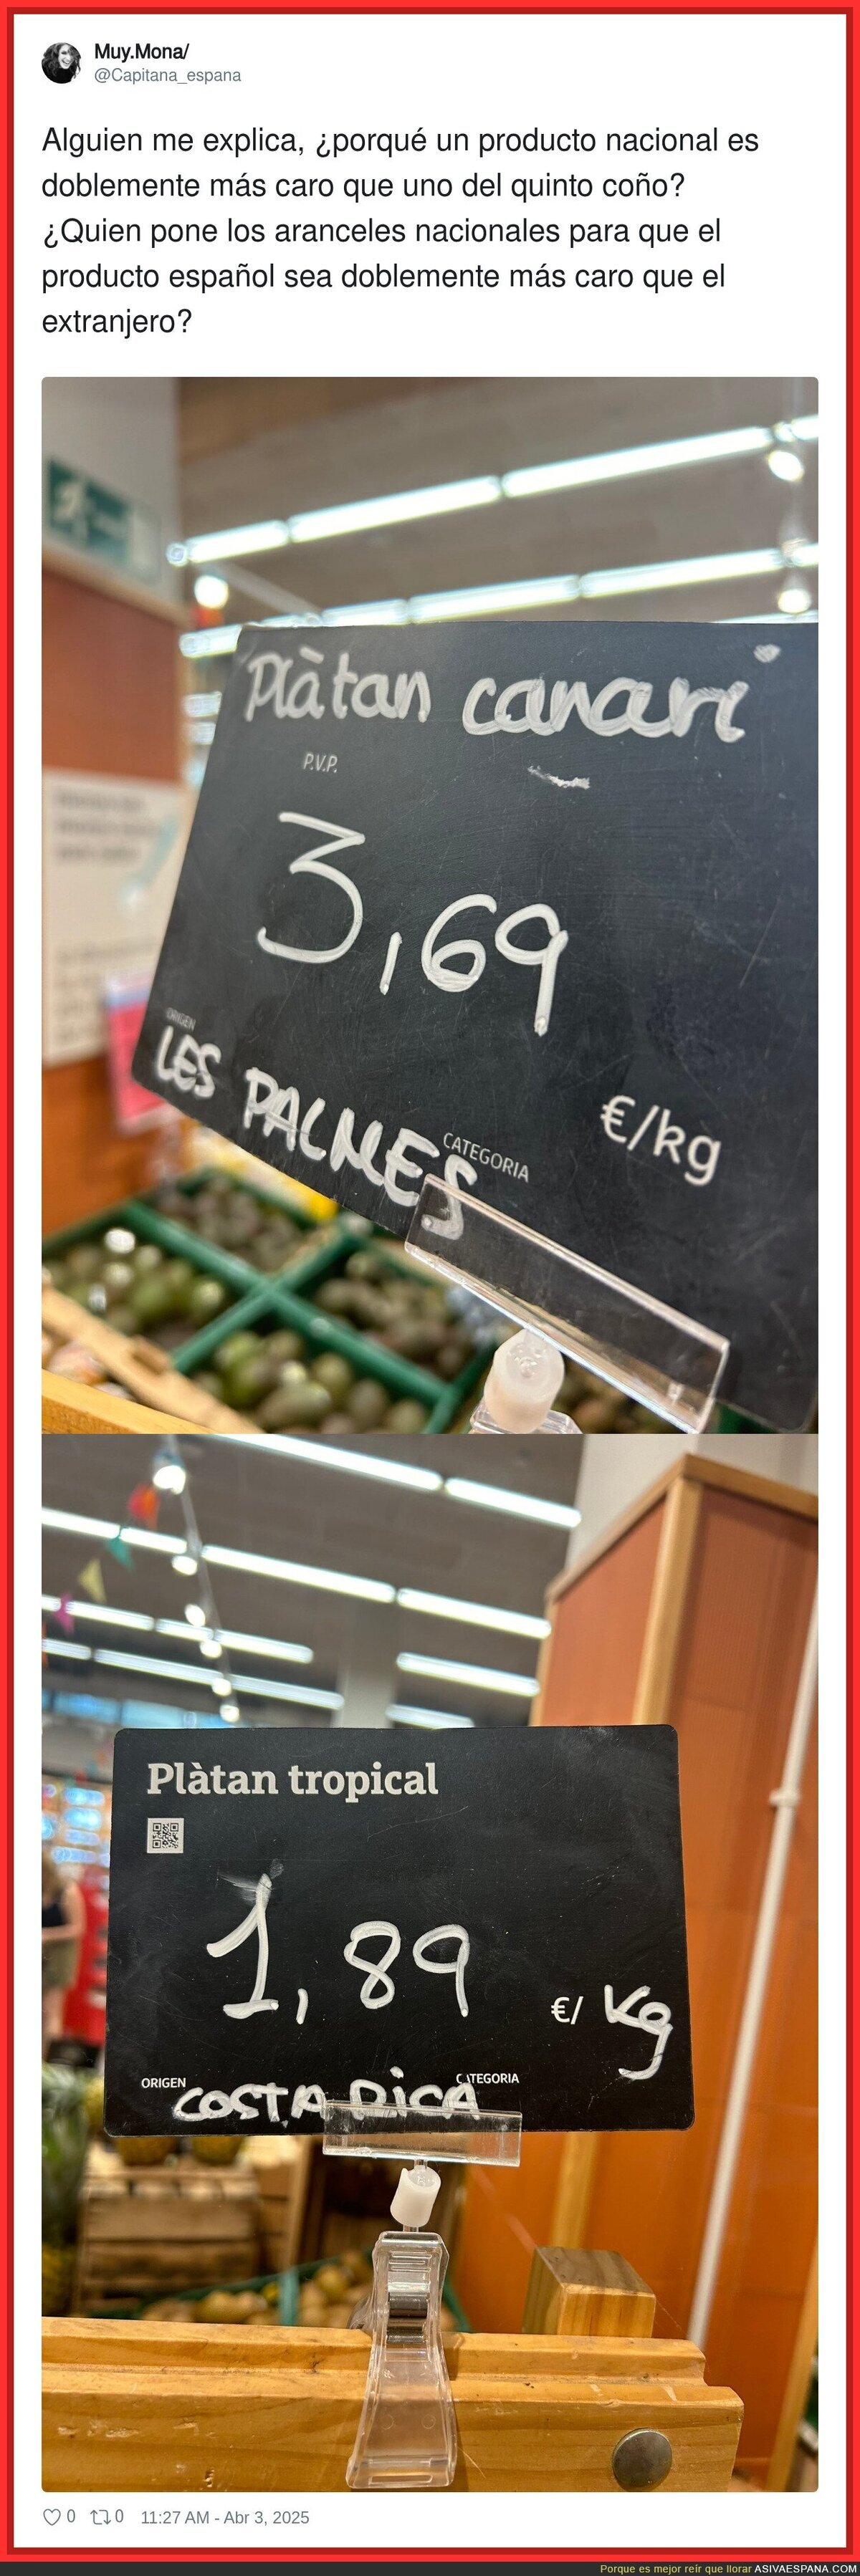 Muy.Mona/
@Capitana_espana
Alguien me explica, ¿porqué un producto nacional es
doblemente más caro que uno del quinto coño?
¿Quien pone los aranceles nacionales para que el
producto español sea doblemente más caro que el
extranjero?
Plàtan canari
P.V.P.
3,69
€/kg
ORIGEN
LES PALMES
CATEGORIA
Plàtan tropical
1,89
€/ Kg
ORIGEN
CATEGORIA
COSTA RiCA
0 0 11:27 AM - Abr 3, 2025
Porque es mejor reír que llorar ASIVAESPANA.COM